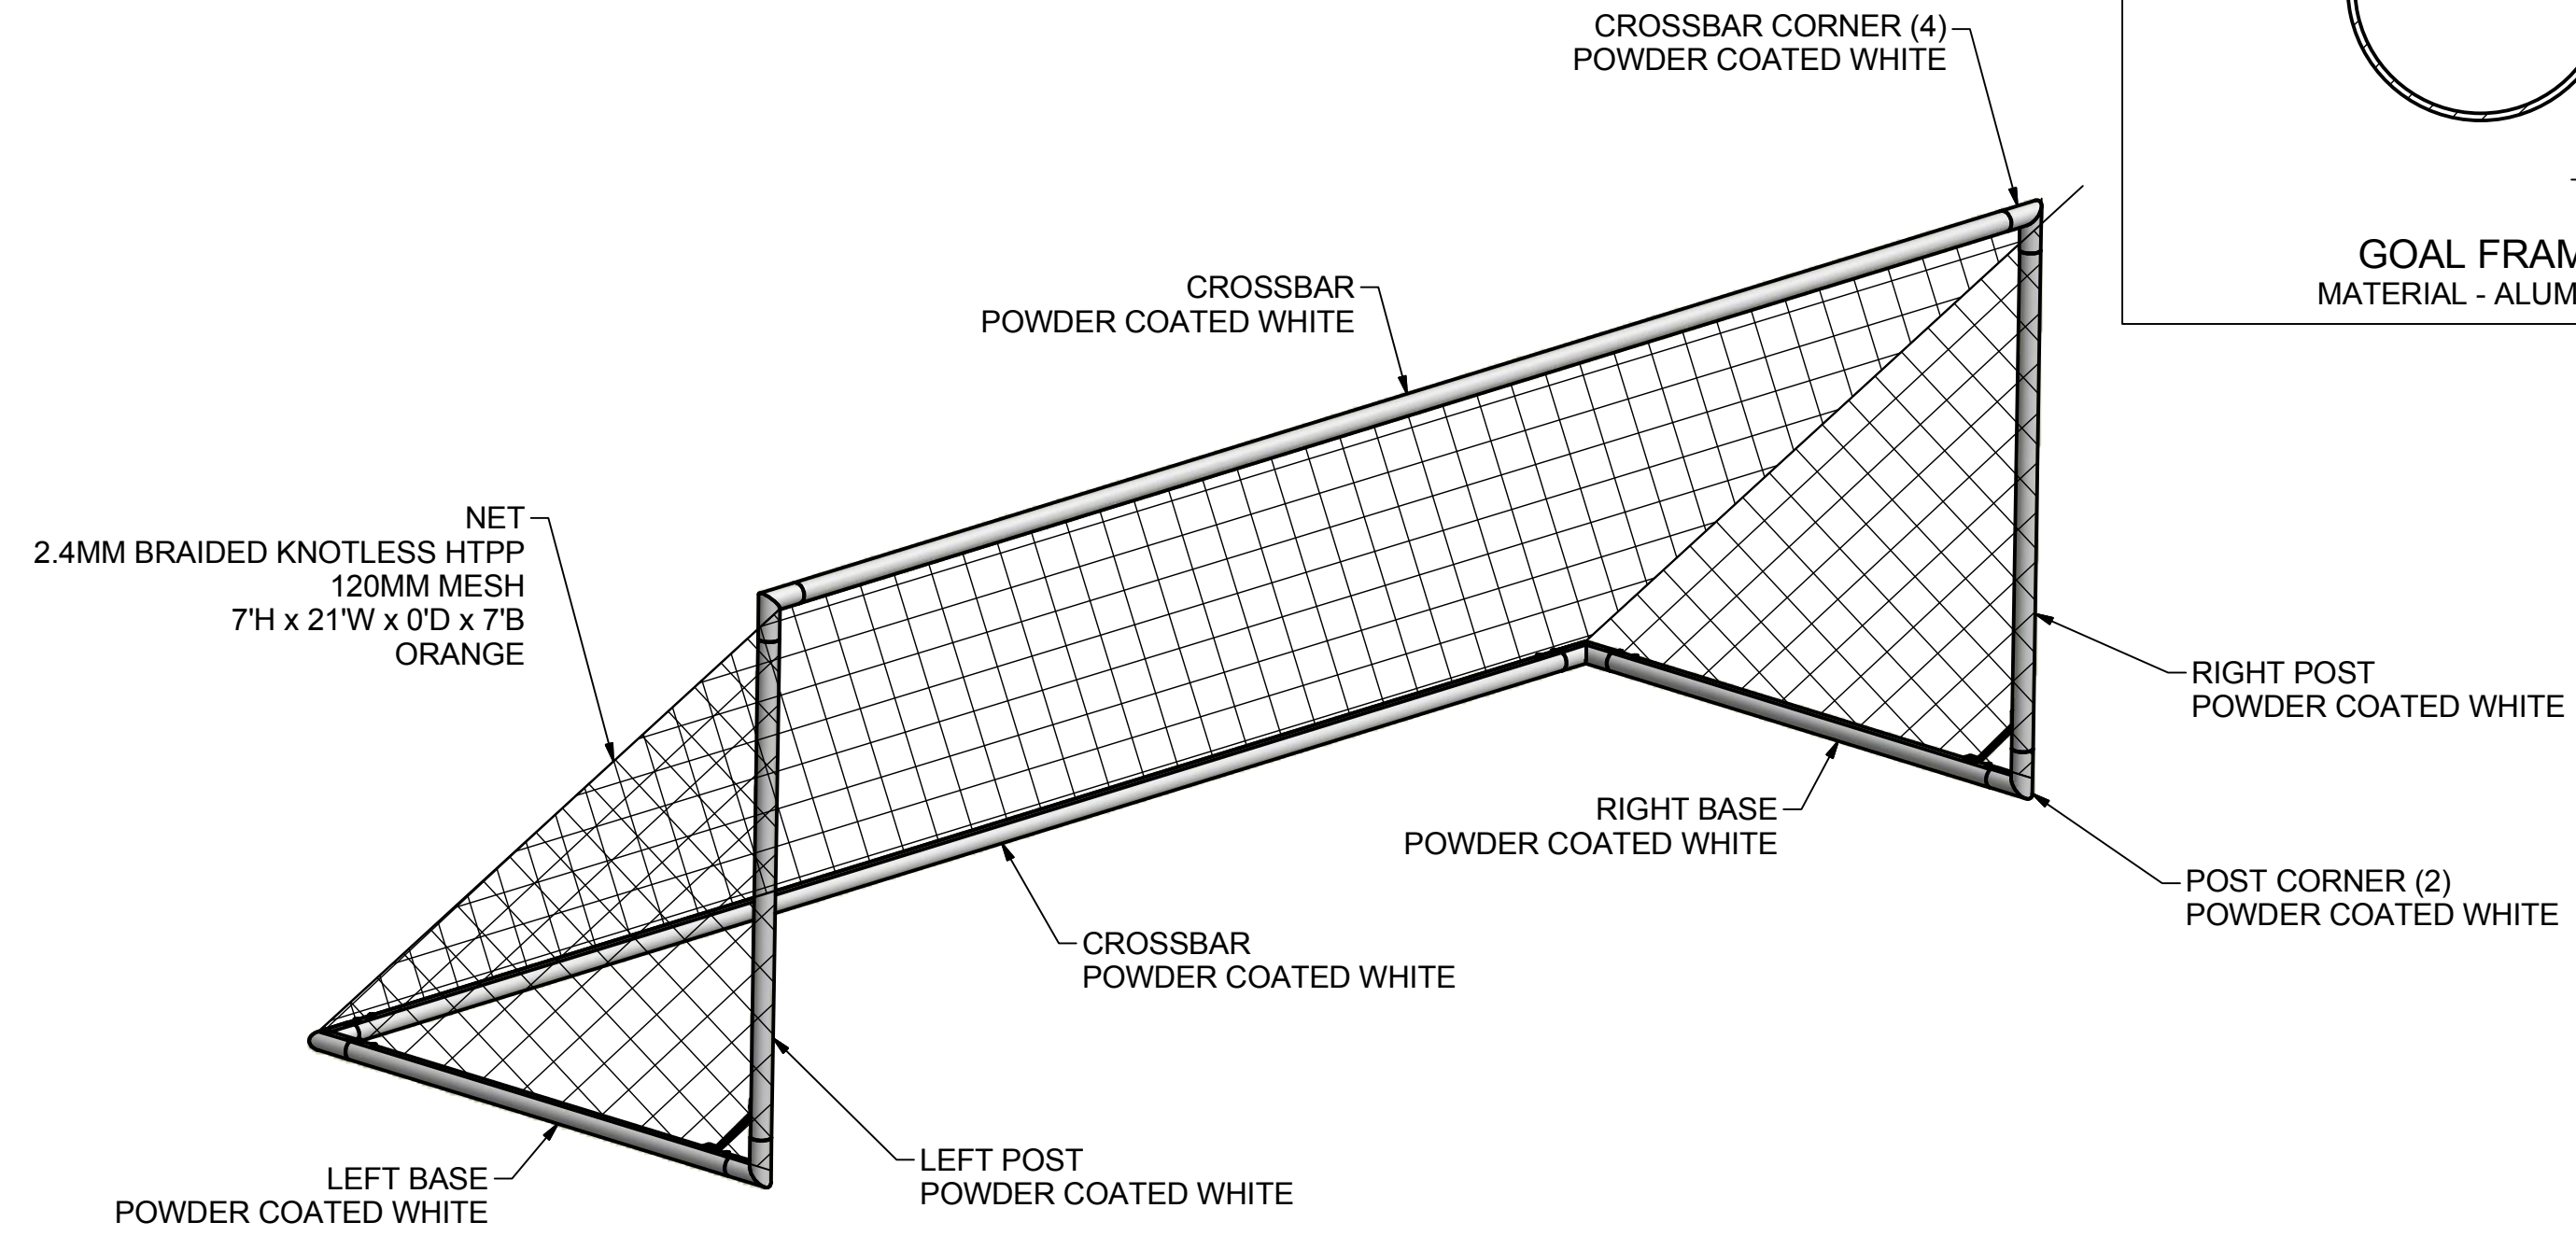 CROSSBAR CORNER (4)
POWDER COATED WHITE
GOAL
MATERIAL -
CROSSBAR
POWDER COATED WHITE
NET
2.4MM BRAIDED KNOTLESS HTPP
120MM MESH
7'H x 21'W x 0'D x 7'B
ORANGE
RIGHT POST
POWDER COATED WHITE
RIGHT BASE
POWDER COATED WHITE
POST CORNER (2)
POWDER COATED WHITE
CROSSBAR
POWDER COATED WHITE
LEFT POST
POWDER COATED WHITE
LEFT BASE
POWDER COATED WHITE